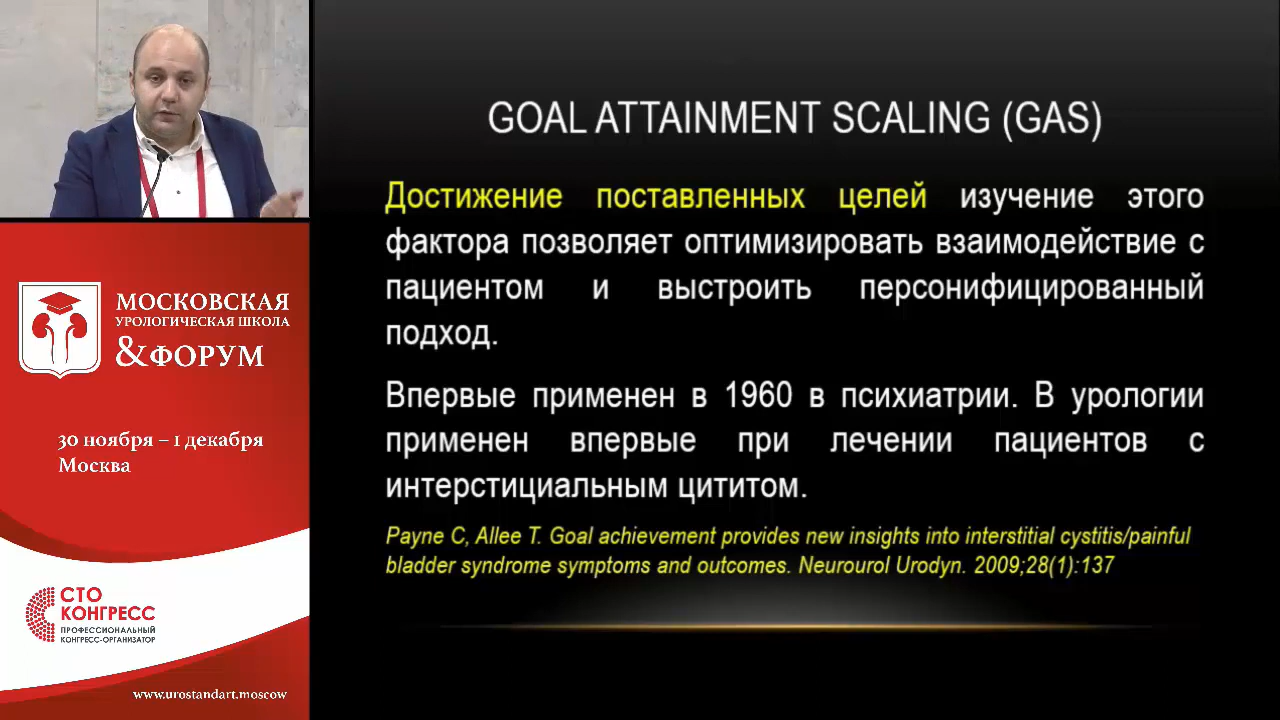 МОСКОВСКАЯ
УРОЛОГИЧЕСКАЯ ШКОЛА
&ФОРУМ
30 ноября – 1 декабря
Москва
СТО
КОНГРЕСС
ПРОФЕССИОНАЛЬНЫЙ
КОНГРЕСС-ОРГАНИЗАТОР
www.urostandart.moscow
GOAL ATTAINMENT SCALING (GAS)
Достижение поставленных целей изучение этого
фактора позволяет оптимизировать взаимодействие с
пациентом и выстроить персонифицированный
подход.
Впервые применен в 1960 в психиатрии. В урологии
применен впервые при лечении пациентов с
интерстициальным цититом.
Payne C, Allee T. Goal achievement provides new insights into interstitial cystitis/painful
bladder syndrome symptoms and outcomes. Neurourol Urodyn. 2009;28(1):137